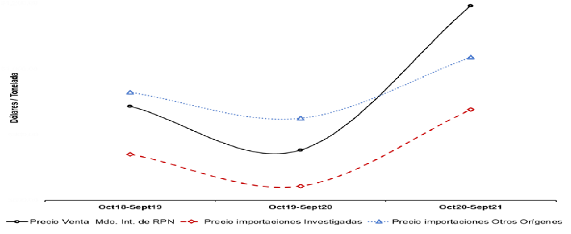 Dólares / Tonelada
Oct18-Sept19 Oct19-Sept20 Oct20-Sept21
Precio Venta Mdo. Int. de RPN Precio importaciones Investigadas Precio importaciones Otros Orígenes